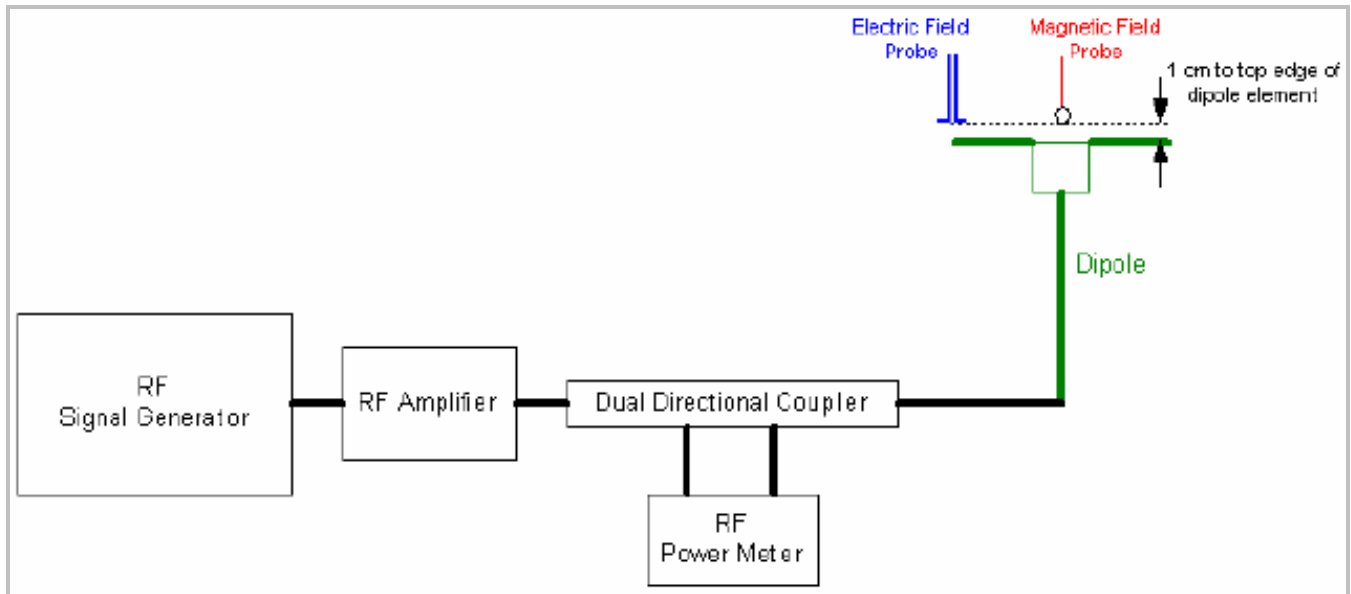 Electric Field
Probe
Magnetic Field
Probe
1 cm to top edge of
dipole element
Dipole
RF
Signal Generator
RF Amplifier
Dual Directional Coupler
RF
Power Meter